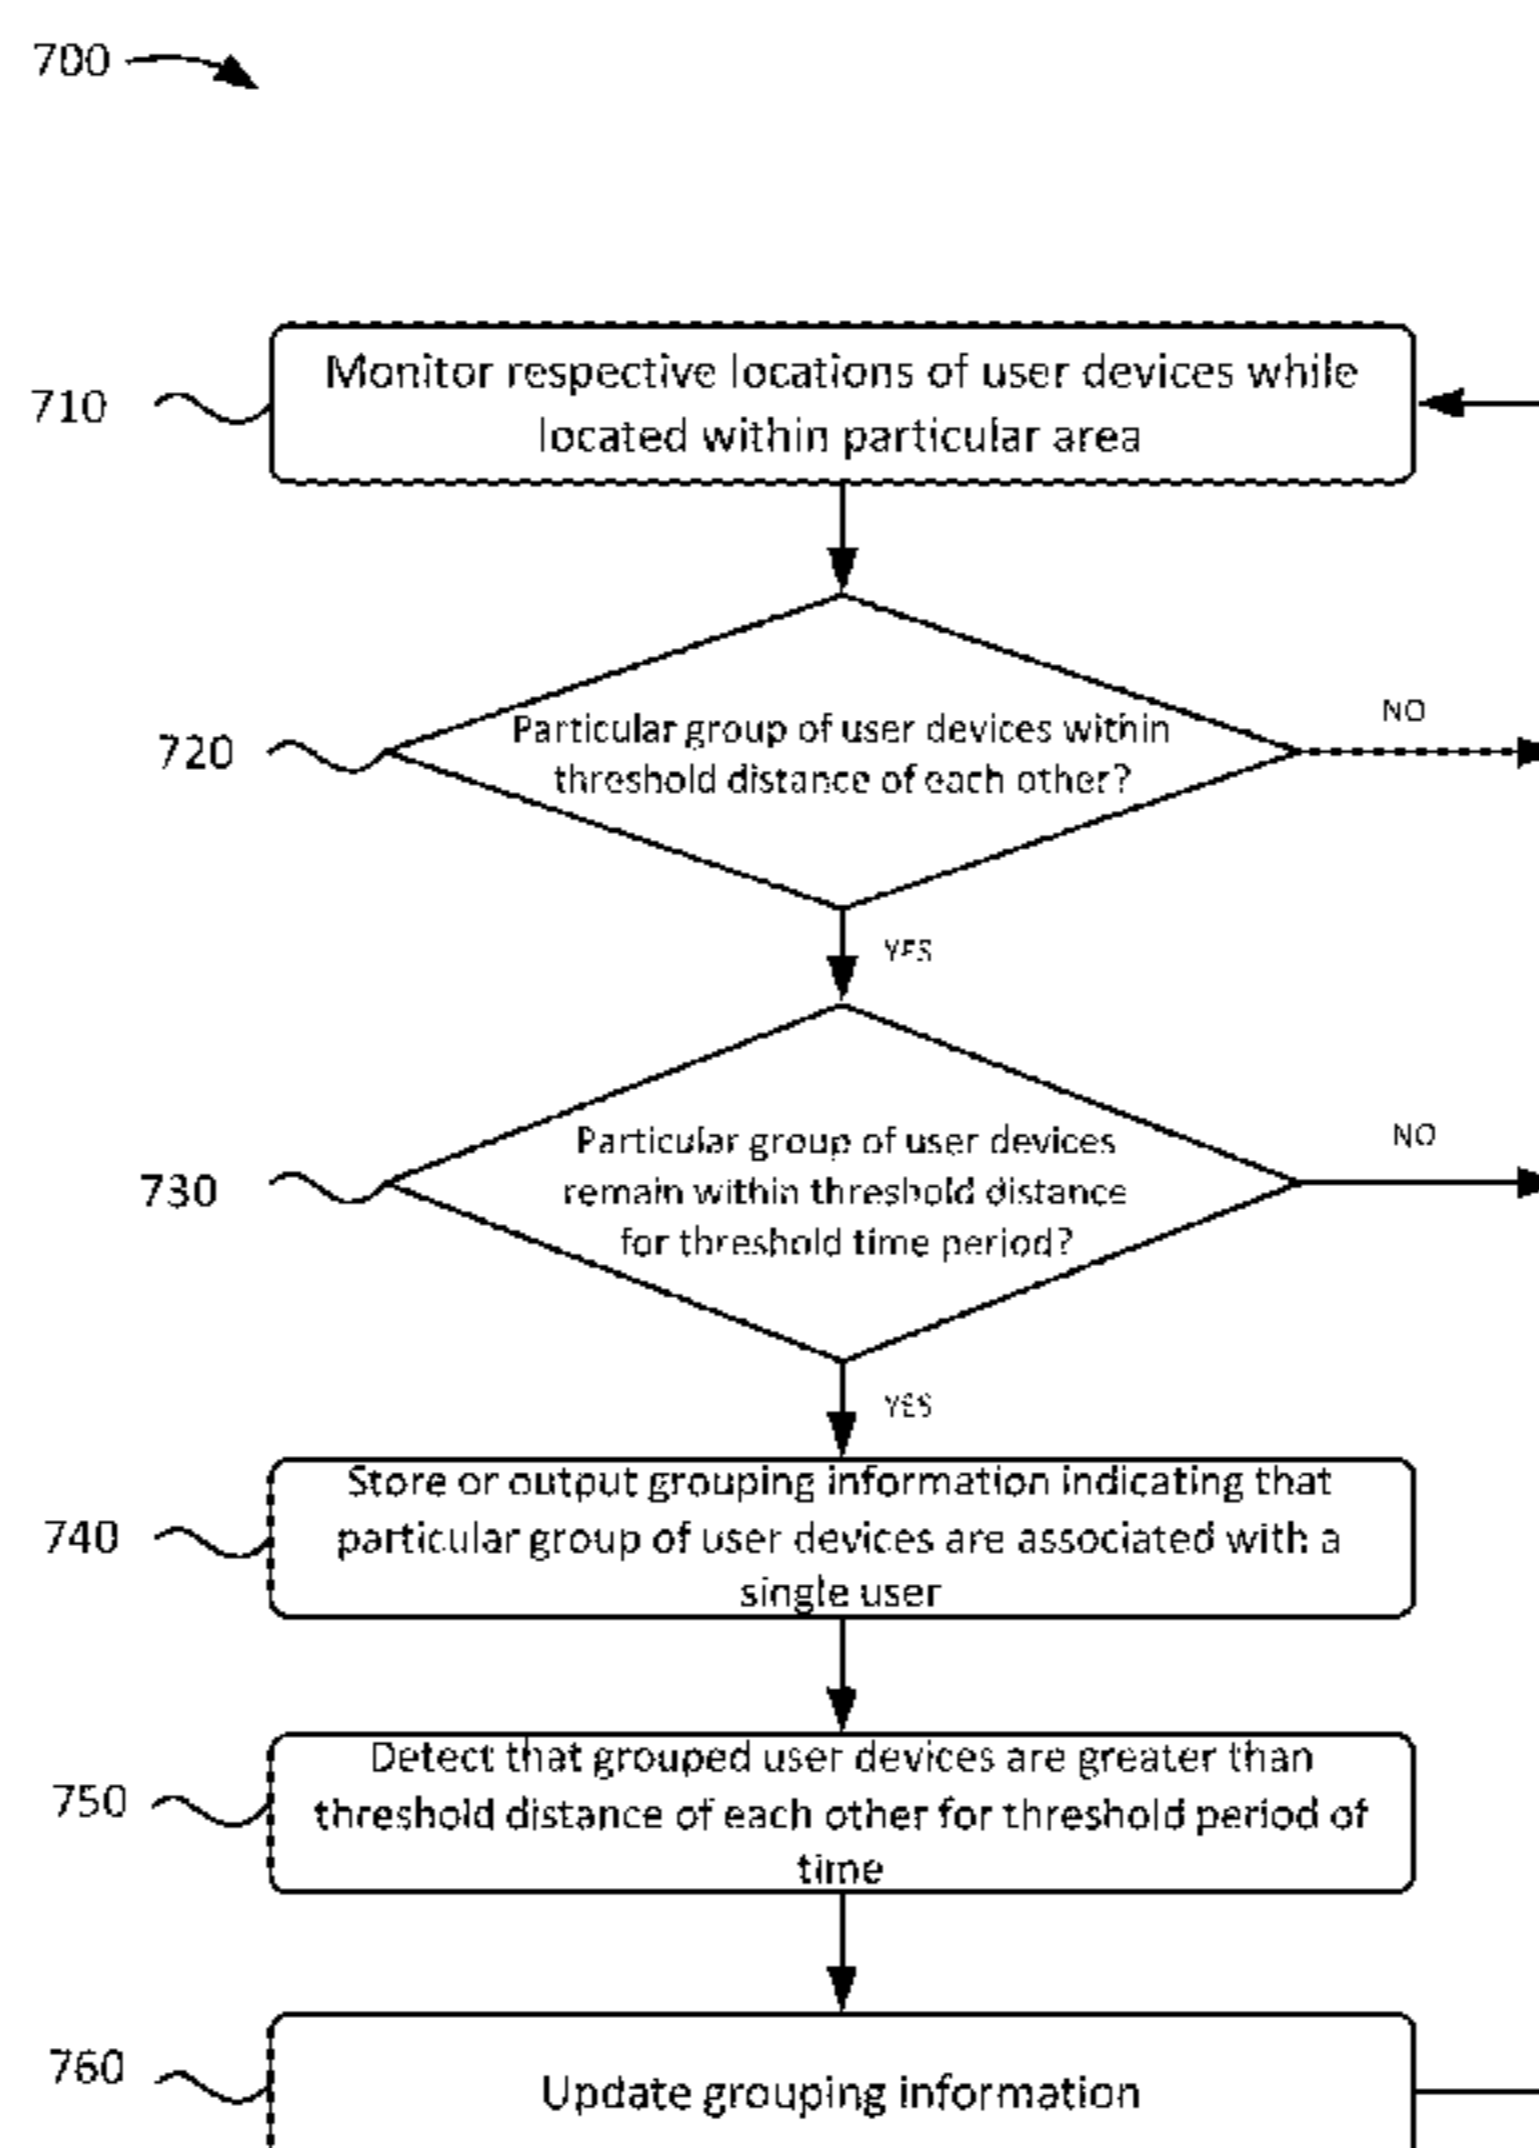 700
710
Monitor respective locations of user devices while
located within particular area
720
Particular group of user devices within
threshold distance of each other?
NO
YES
730
Particular group of user devices
remain within threshold distance
for threshold time period?
NO
YES
740
Store or output grouping information indicating that
particular group of user devices are associated with a
single user
750
Detect that grouped user devices are greater than
threshold distance of each other for threshold period of
time
760
Update grouping information